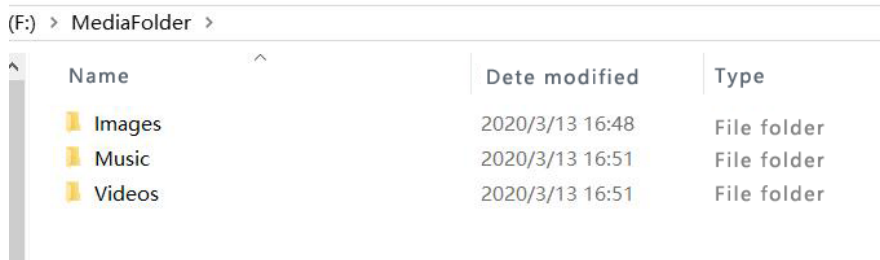 (F:) > MediaFolder >
Name Dete modified Type
Images 2020/3/13 16:48 File folder
Music 2020/3/13 16:51 File folder
Videos 2020/3/13 16:51 File folder